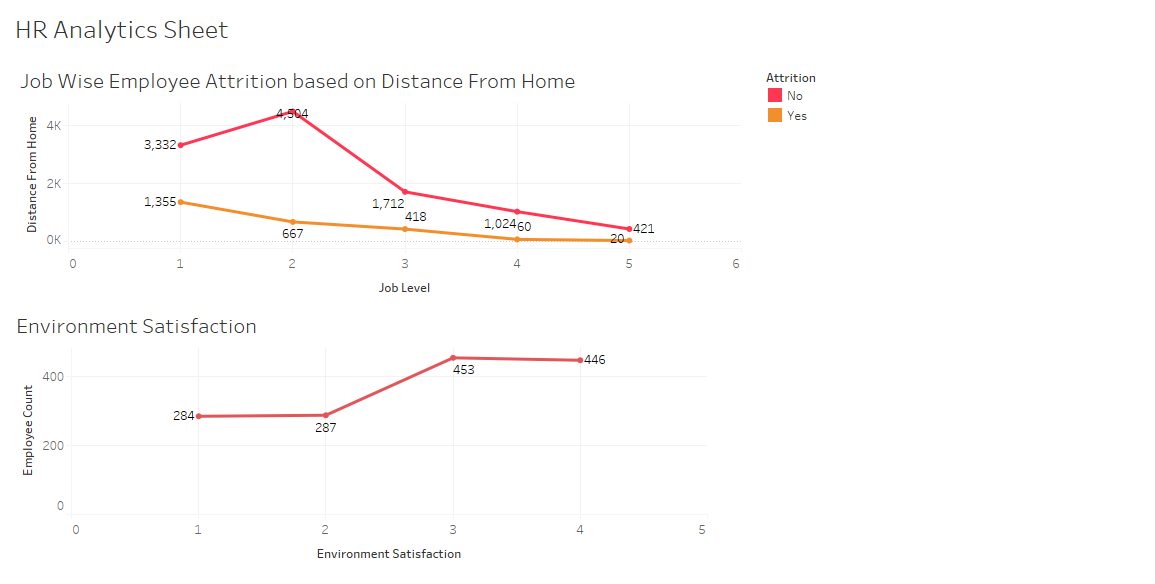 HR Analytics Sheet
Job Wise Employee Attrition based on Distance From Home
Attrition
No
Yes
Distance From Home
4K
2K
0K
4,504
3,332
1,355
667
1,712
418
1,024
60
421
20
0 1 2 3 4 5 6
Job Level
Environment Satisfaction
Employee Count
400
200
0
284
287
453
446
0 1 2 3 4 5
Environment Satisfaction